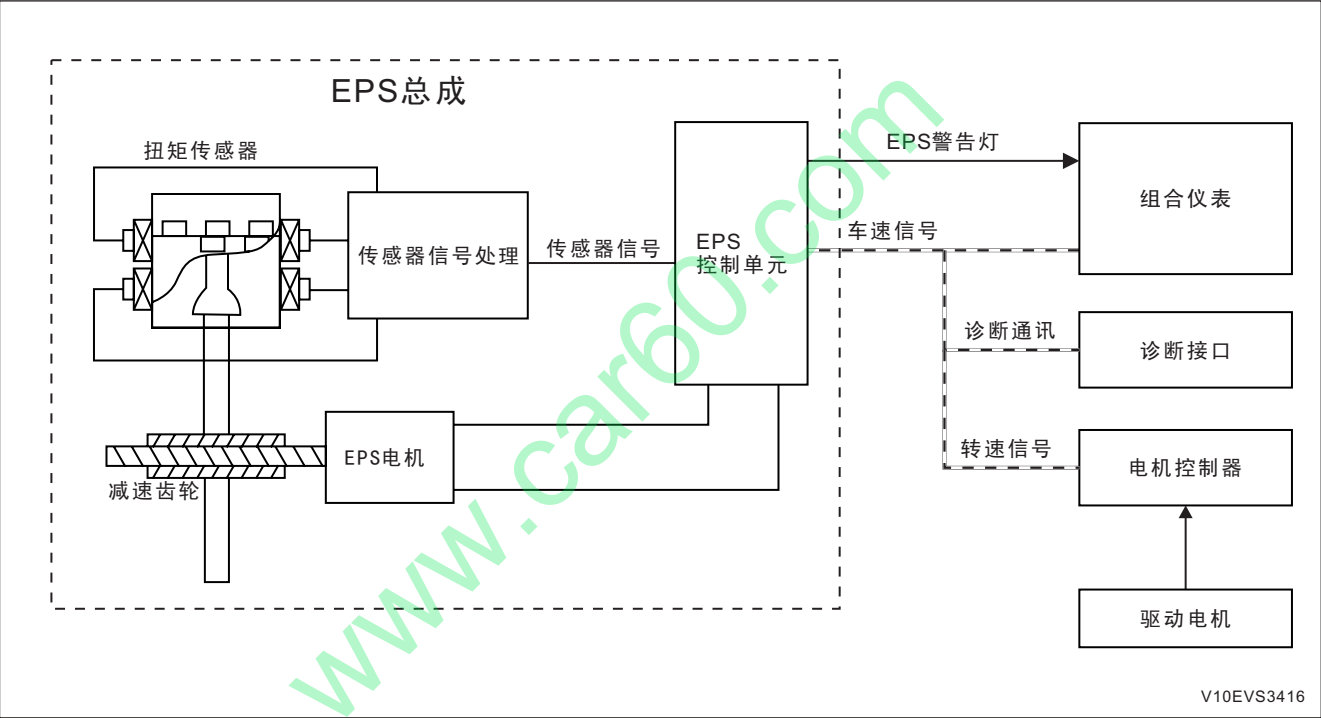 EPS总成
扭矩传感器
EPS警告灯
组合仪表
传感器信号处理
传感器信号
EPS
控制单元
车速信号
诊断通讯
诊断接口
EPS电机
转速信号
电机控制器
减速齿轮
驱动电机
www.car60.com
V10EVS3416